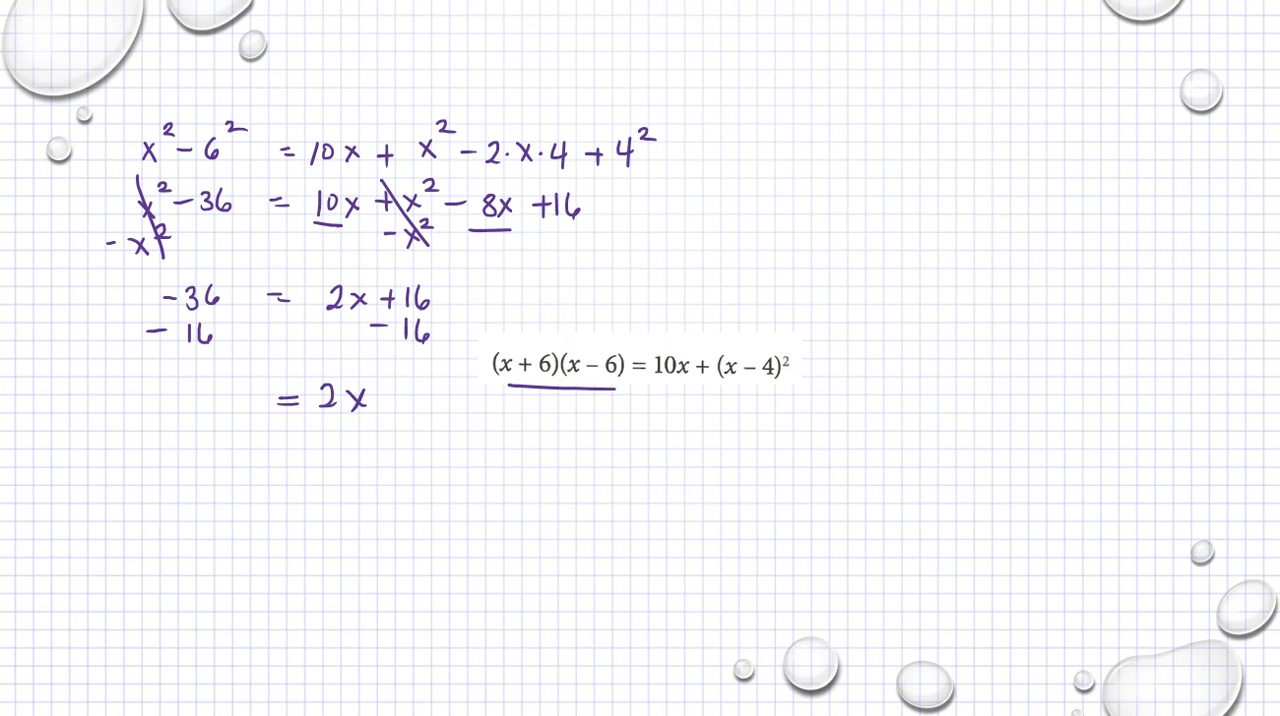 x² - 6² = 10x + x² - 2·x·4 + 4²
x² - 36 = 10x + x² - 8x + 16
- x² - x²
-36 = 2x + 16
- 16 - 16
(x + 6)(x – 6) = 10x + (x – 4)²
= 2x